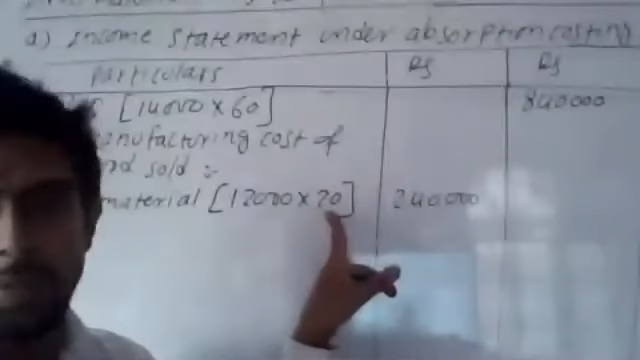 a) Income statement under absorption costing
Particulars Rs Rs
[14000 x 60] 840000
manufacturing cost of
sold :-
material [12000 x 20] 240000